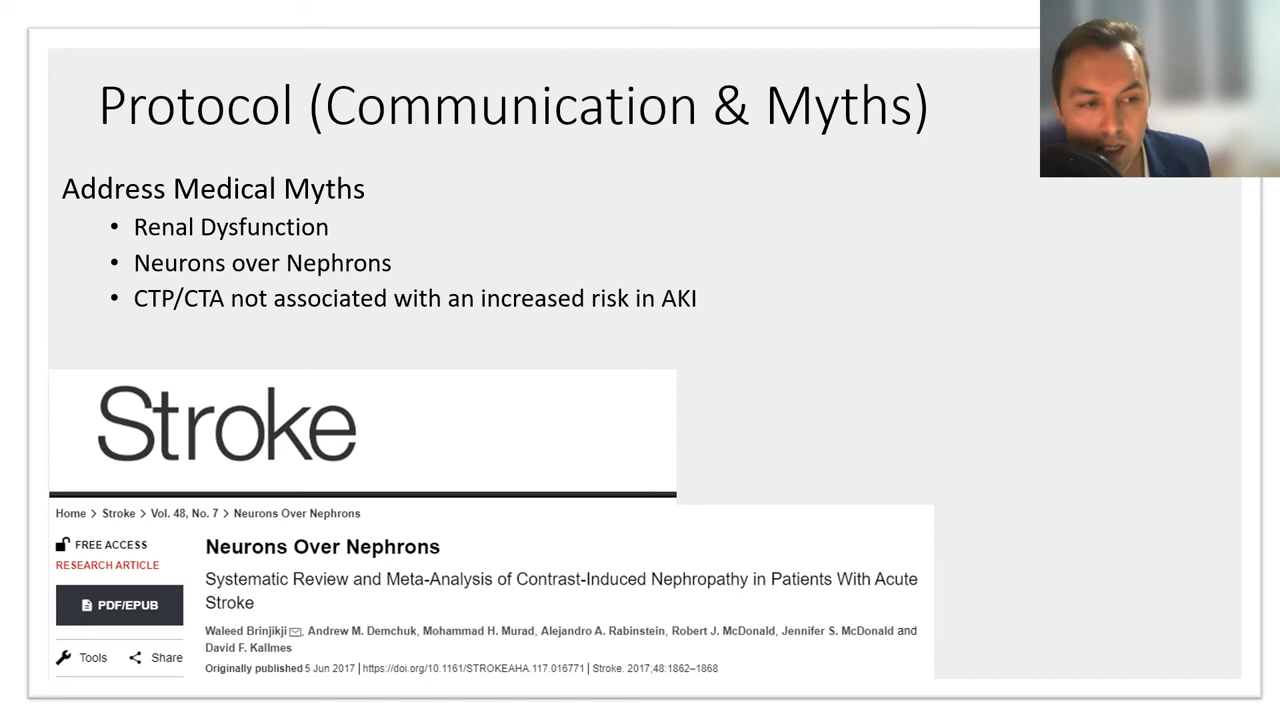 Protocol (Communication & Myths)
Address Medical Myths
• Renal Dysfunction
• Neurons over Nephrons
• CTP/CTA not associated with an increased risk in AKI
Stroke
Home > Stroke > Vol. 48, No. 7 > Neurons Over Nephrons
FREE ACCESS
RESEARCH ARTICLE
PDF/EPUB
Tools Share
Neurons Over Nephrons
Systematic Review and Meta-Analysis of Contrast-Induced Nephropathy in Patients With Acute
Stroke
Waleed Brinjikji, Andrew M. Demchuk, Mohammad H. Murad, Alejandro A. Rabinstein, Robert J. McDonald, Jennifer S. McDonald and
David F. Kallmes
Originally published 5 Jun 2017 | https://doi.org/10.1161/STROKEAHA.117.016771 | Stroke. 2017;48:1862–1868